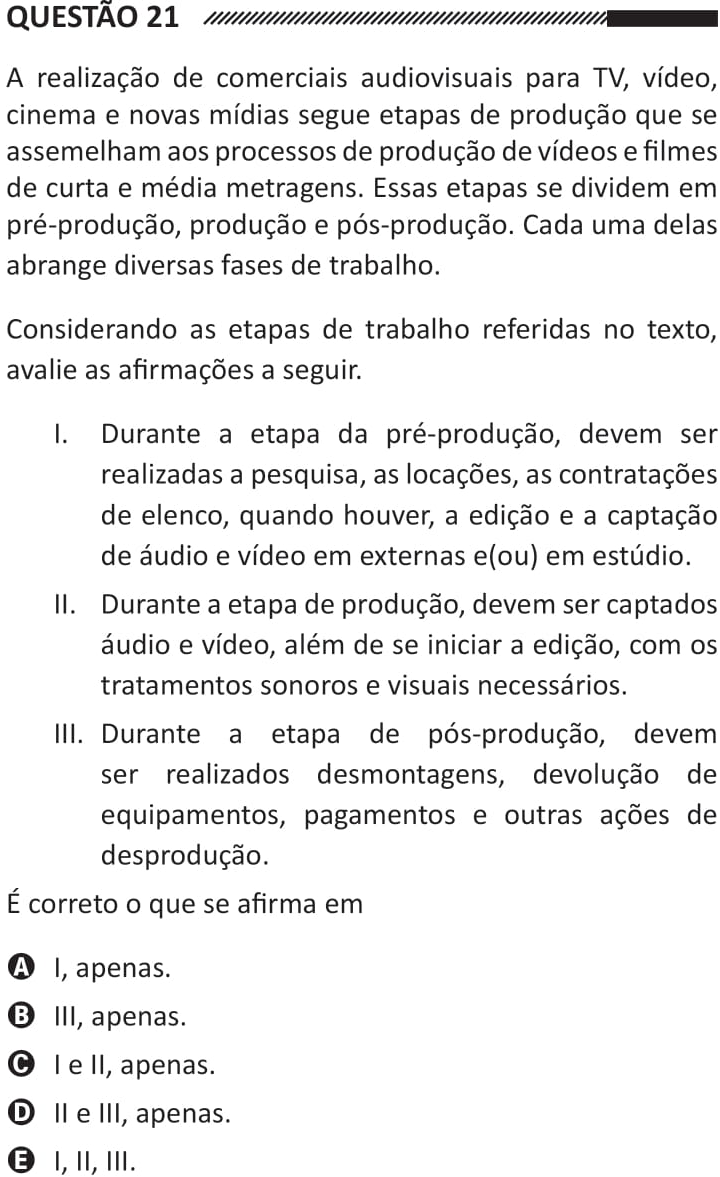 QUESTÃO 21
A realização de comerciais audiovisuais para TV, vídeo,
cinema e novas mídias segue etapas de produção que se
assemelham aos processos de produção de vídeos e filmes
de curta e média metragens. Essas etapas se dividem em
pré-produção, produção e pós-produção. Cada uma delas
abrange diversas fases de trabalho.
Considerando as etapas de trabalho referidas no texto,
avalie as afirmações a seguir.
I. Durante a etapa da pré-produção, devem ser
realizadas a pesquisa, as locações, as contratações
de elenco, quando houver, a edição e a captação
de áudio e vídeo em externas e(ou) em estúdio.
II. Durante a etapa de produção, devem ser captados
áudio e vídeo, além de se iniciar a edição, com os
tratamentos sonoros e visuais necessários.
III. Durante a etapa de pós-produção, devem
ser realizados desmontagens, devolução de
equipamentos, pagamentos e outras ações de
desprodução.
É correto o que se afirma em
A I, apenas.
B III, apenas.
C I e II, apenas.
D II e III, apenas.
E I, II, III.